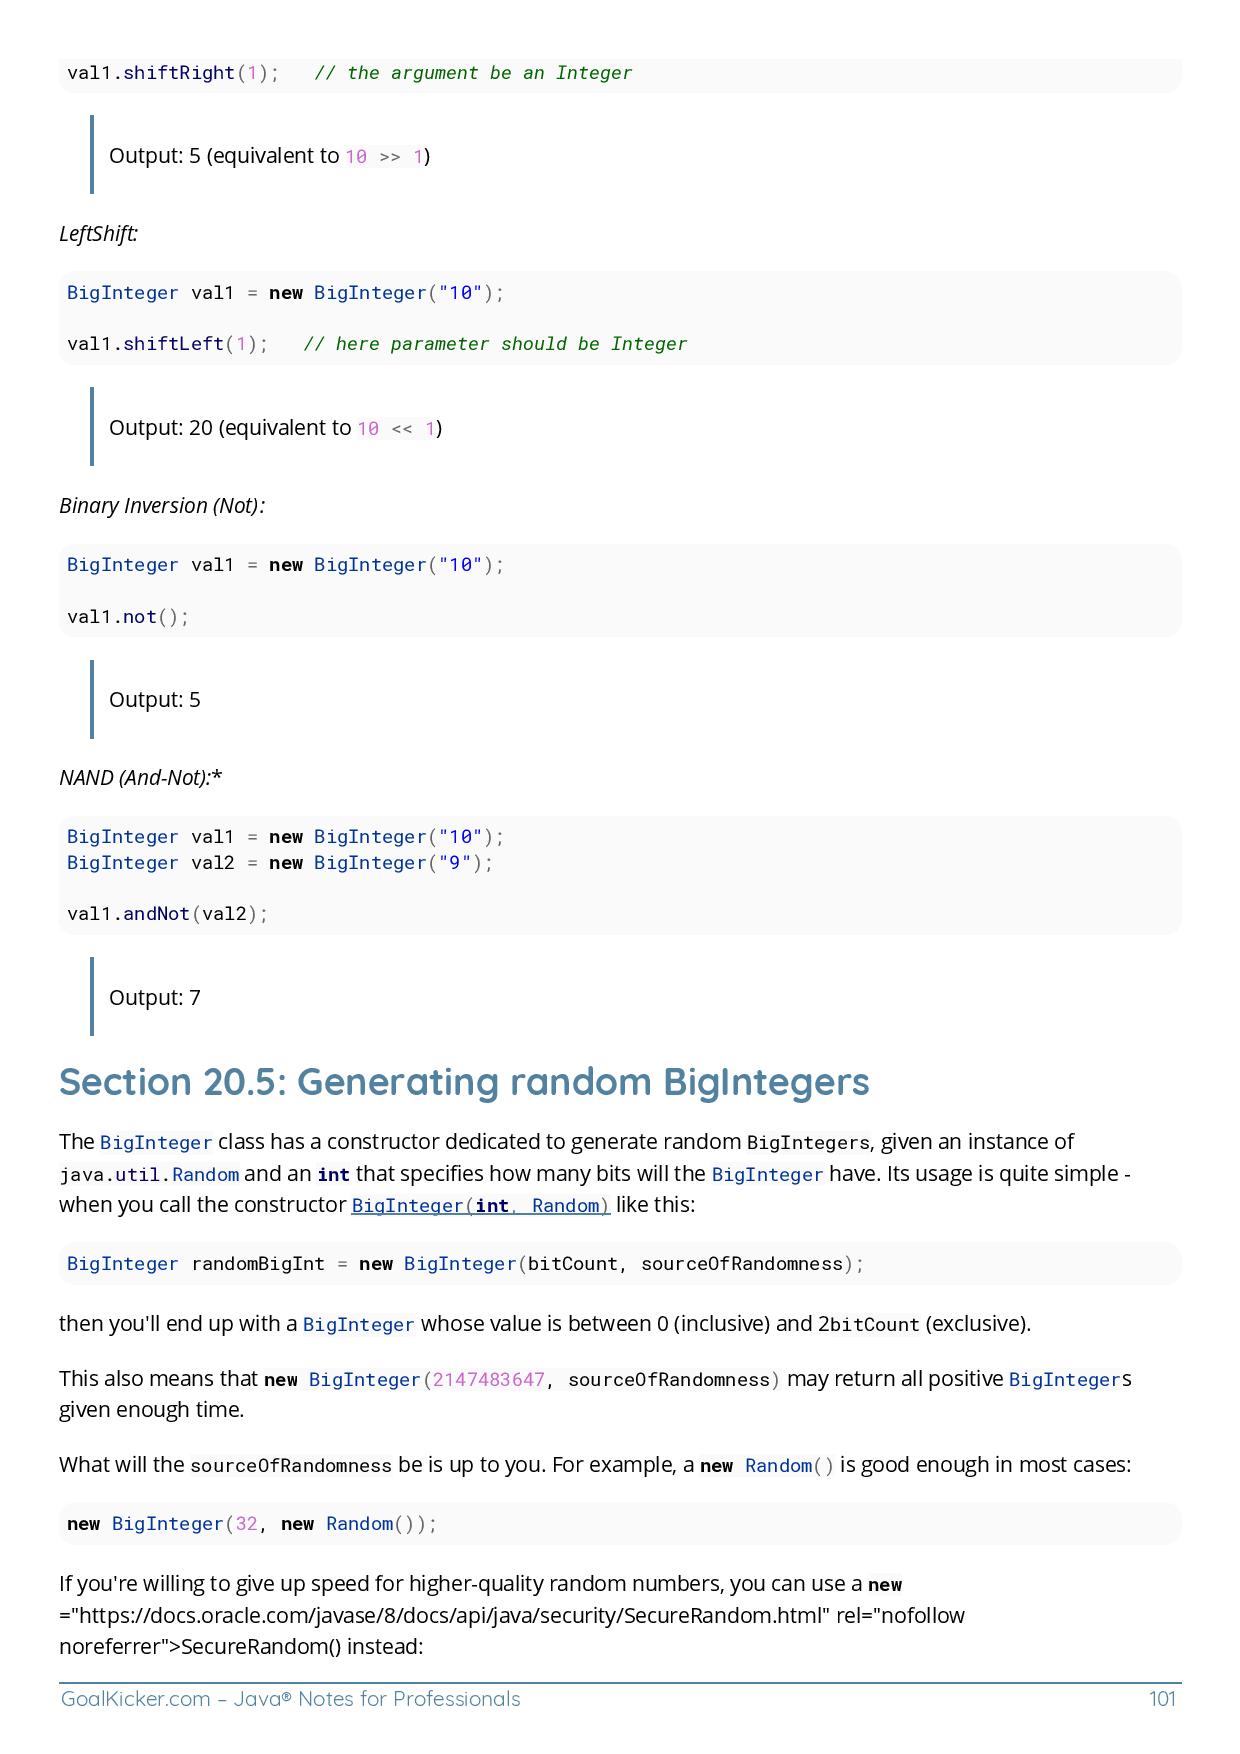 val1.shiftRight(1);   // the argument be an Integer
Output: 5 (equivalent to 10 >> 1)
LeftShift:
BigInteger val1 = new BigInteger("10");
val1.shiftLeft(1);   // here parameter should be Integer
Output: 20 (equivalent to 10 << 1)
Binary Inversion (Not):
BigInteger val1 = new BigInteger("10");
val1.not();
Output: 5
NAND (And-Not):*
BigInteger val1 = new BigInteger("10");
BigInteger val2 = new BigInteger("9");
val1.andNot(val2);
Output: 7
Section 20.5: Generating random BigIntegers
The BigInteger class has a constructor dedicated to generate random BigIntegers, given an instance of
java.util.Random and an int that specifies how many bits will the BigInteger have. Its usage is quite simple -
when you call the constructor BigInteger(int, Random) like this:
BigInteger randomBigInt = new BigInteger(bitCount, sourceOfRandomness);
then you'll end up with a BigInteger whose value is between 0 (inclusive) and 2bitCount (exclusive).
This also means that new BigInteger(2147483647, sourceOfRandomness) may return all positive BigIntegers
given enough time.
What will the sourceOfRandomness be is up to you. For example, a new Random() is good enough in most cases:
new BigInteger(32, new Random());
If you're willing to give up speed for higher-quality random numbers, you can use a new
="https://docs.oracle.com/javase/8/docs/api/java/security/SecureRandom.html" rel="nofollow
noreferrer">SecureRandom() instead:
GoalKicker.com – Java® Notes for Professionals
101